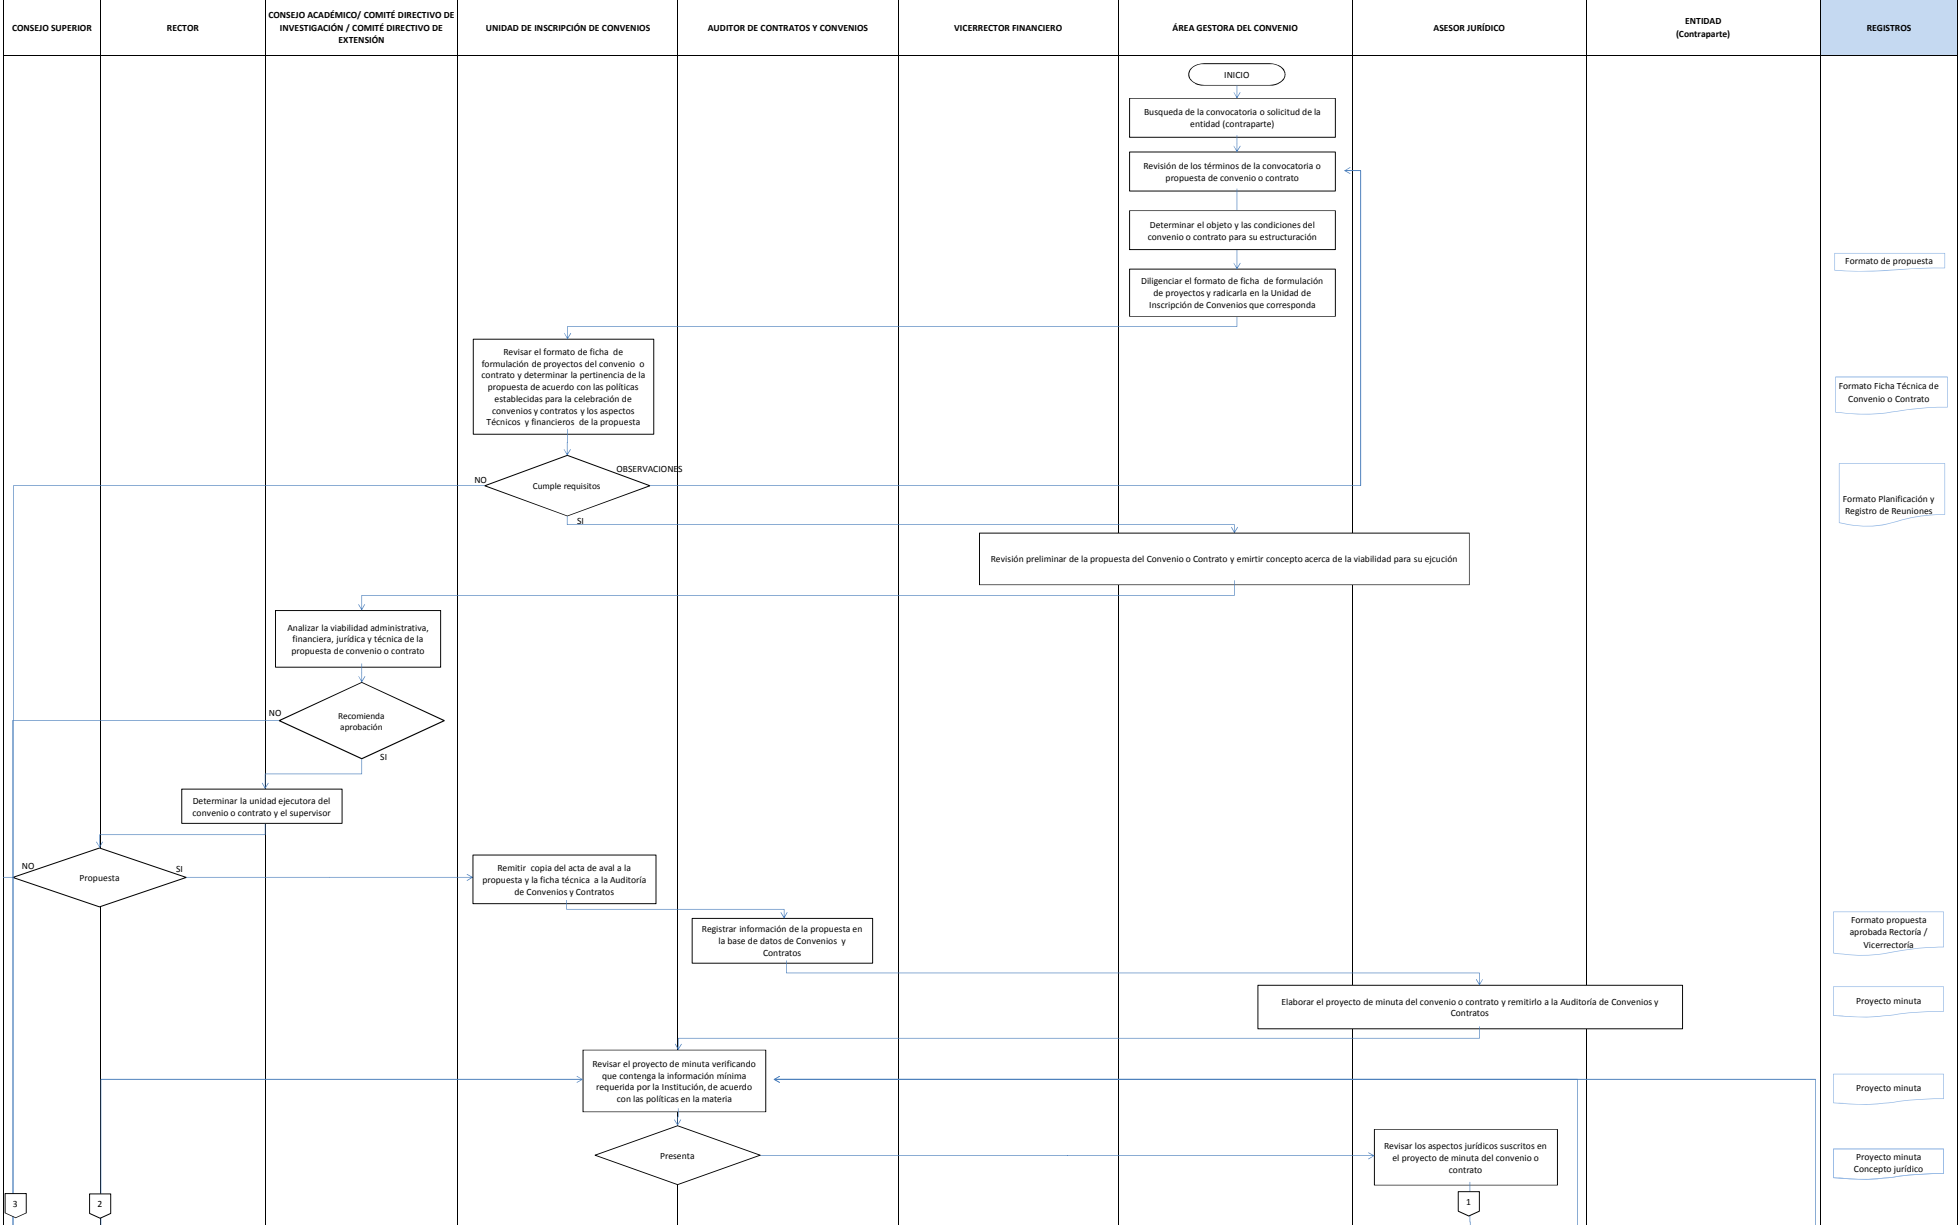 CONSEJO SUPERIOR
RECTOR
CONSEJO ACADÉMICO/ COMITÉ DIRECTIVO DE
INVESTIGACIÓN / COMITÉ DIRECTIVO DE
EXTENSIÓN
UNIDAD DE INSCRIPCIÓN DE CONVENIOS
AUDITOR DE CONTRATOS Y CONVENIOS
VICERRECTOR FINANCIERO
ÁREA GESTORA DEL CONVENIO
ASESOR JURÍDICO
ENTIDAD
(Contraparte)
REGISTROS
INICIO
Busqueda de la convocatoria o solicitud de la
entidad (contraparte)
Revisión de los términos de la convocatoria o
propuesta de convenio o contrato
Determinar el objeto y las condiciones del
convenio o contrato para su estructuración
Formato de propuesta
Diligenciar el formato de ficha de formulación
de proyectos y radicarla en la Unidad de
Inscripción de Convenios que corresponda
Revisar el formato de ficha de
formulación de proyectos del convenio o
contrato y determinar la pertinencia de la
propuesta de acuerdo con las políticas
establecidas para la celebración de
convenios y contratos y los aspectos
Técnicos y financieros de la propuesta
Formato Ficha Técnica de
Convenio o Contrato
OBSERVACIONES
NO
Cumple requisitos
SI
Formato Planificación y
Registro de Reuniones
Revisión preliminar de la propuesta del Convenio o Contrato y emirtir concepto acerca de la viabilidad para su ejcución
Analizar la viabilidad administrativa,
financiera, jurídica y técnica de la
propuesta de convenio o contrato
NO
Recomienda
aprobación
SI
Determinar la unidad ejecutora del
convenio o contrato y el supervisor
NO
Propuesta
SI
Remitir copia del acta de aval a la
propuesta y la ficha técnica a la Auditoría
de Convenios y Contratos
Registrar información de la propuesta en
la base de datos de Convenios y
Contratos
Formato propuesta
aprobada Rectoría /
Vicerrectoría
Elaborar el proyecto de minuta del convenio o contrato y remitirlo a la Auditoría de Convenios y
Contratos
Proyecto minuta
Revisar el proyecto de minuta verificando
que contenga la información mínima
requerida por la Institución, de acuerdo
con las políticas en la materia
Proyecto minuta
Presenta
Revisar los aspectos jurídicos suscritos en
el proyecto de minuta del convenio o
contrato
Proyecto minuta
Concepto jurídico
3
2
1